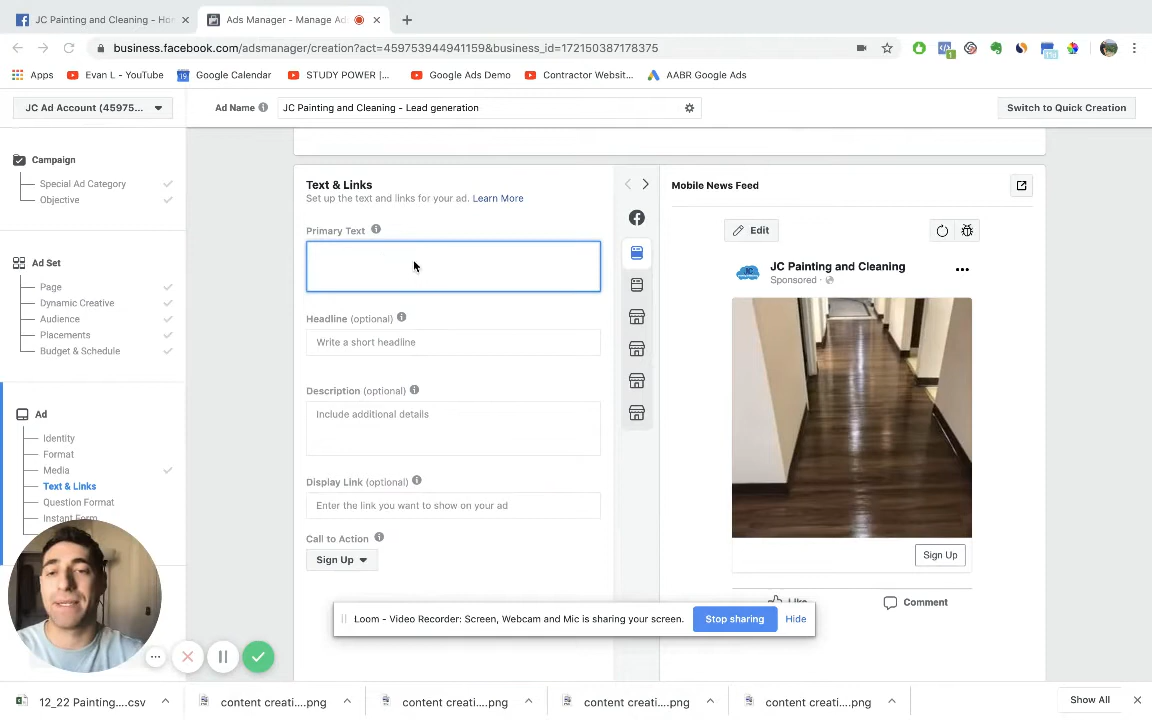 JC Painting and Cleaning - Hor
Ads Manager - Manage Ad
business.facebook.com/adsmanager/creation?act=459753944941159&business_id=172150387178375
Apps
Evan L - YouTube
19
Google Calendar
STUDY POWER |...
Google Ads Demo
Contractor Websit...
AABR Google Ads
JC Ad Account (45975...
Ad Name
JC Painting and Cleaning - Lead generation
Switch to Quick Creation
Campaign
Special Ad Category
Objective
Ad Set
Page
Dynamic Creative
Audience
Placements
Budget & Schedule
Ad
Identity
Format
Media
Text & Links
Question Format
Instant Form
Text & Links
Set up the text and links for your ad. Learn More
Primary Text
Headline (optional)
Write a short headline
Description (optional)
Include additional details
Display Link (optional)
Enter the link you want to show on your ad
Call to Action
Sign Up
Mobile News Feed
Edit
JC Painting and Cleaning
Sponsored ·
Sign Up
Like
Comment
Loom - Video Recorder: Screen, Webcam and Mic is sharing your screen.
Stop sharing
Hide
12_22 Painting....csv
content creati....png
content creati....png
content creati....png
content creati....png
Show All